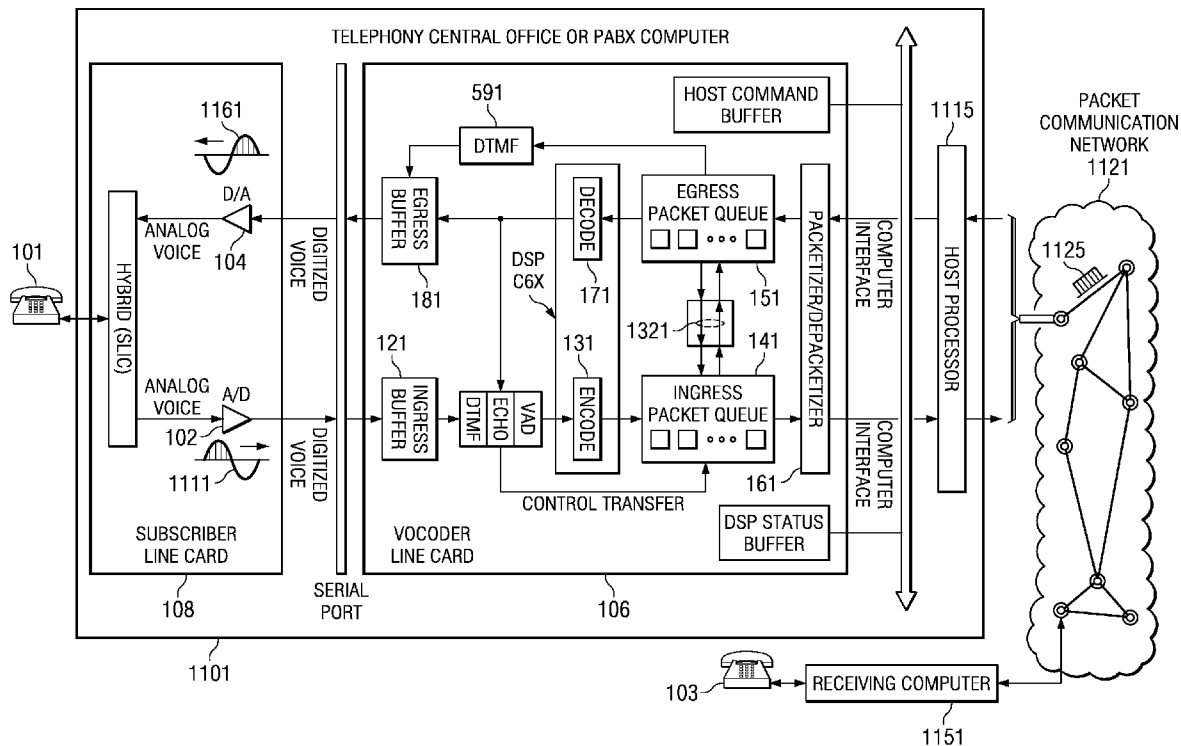 TELEPHONY CENTRAL OFFICE OR PABX COMPUTER
1161
591
DTMF
HOST COMMAND
BUFFER
1115
PACKET
COMMUNICATION
NETWORK
1121
D/A
ANALOG
VOICE
104
DIGITIZED
VOICE
EGRESS
BUFFER
181
DSP
C6X
DECODE
171
EGRESS
PACKET QUEUE
151
PACKETIZER/DEPACKETIZER
161
COMPUTER
INTERFACE
HOST PROCESSOR
1125
101
HYBRID (SLIC)
1321
ANALOG
VOICE
A/D
102
1111
DIGITIZED
VOICE
121
INGRESS
BUFFER
DTMF
ECHO
VAD
131
ENCODE
141
INGRESS
PACKET QUEUE
COMPUTER
INTERFACE
CONTROL TRANSFER
DSP STATUS
BUFFER
SUBSCRIBER
LINE CARD
VOCODER
LINE CARD
108
SERIAL
PORT
106
1101
103
RECEIVING COMPUTER
1151